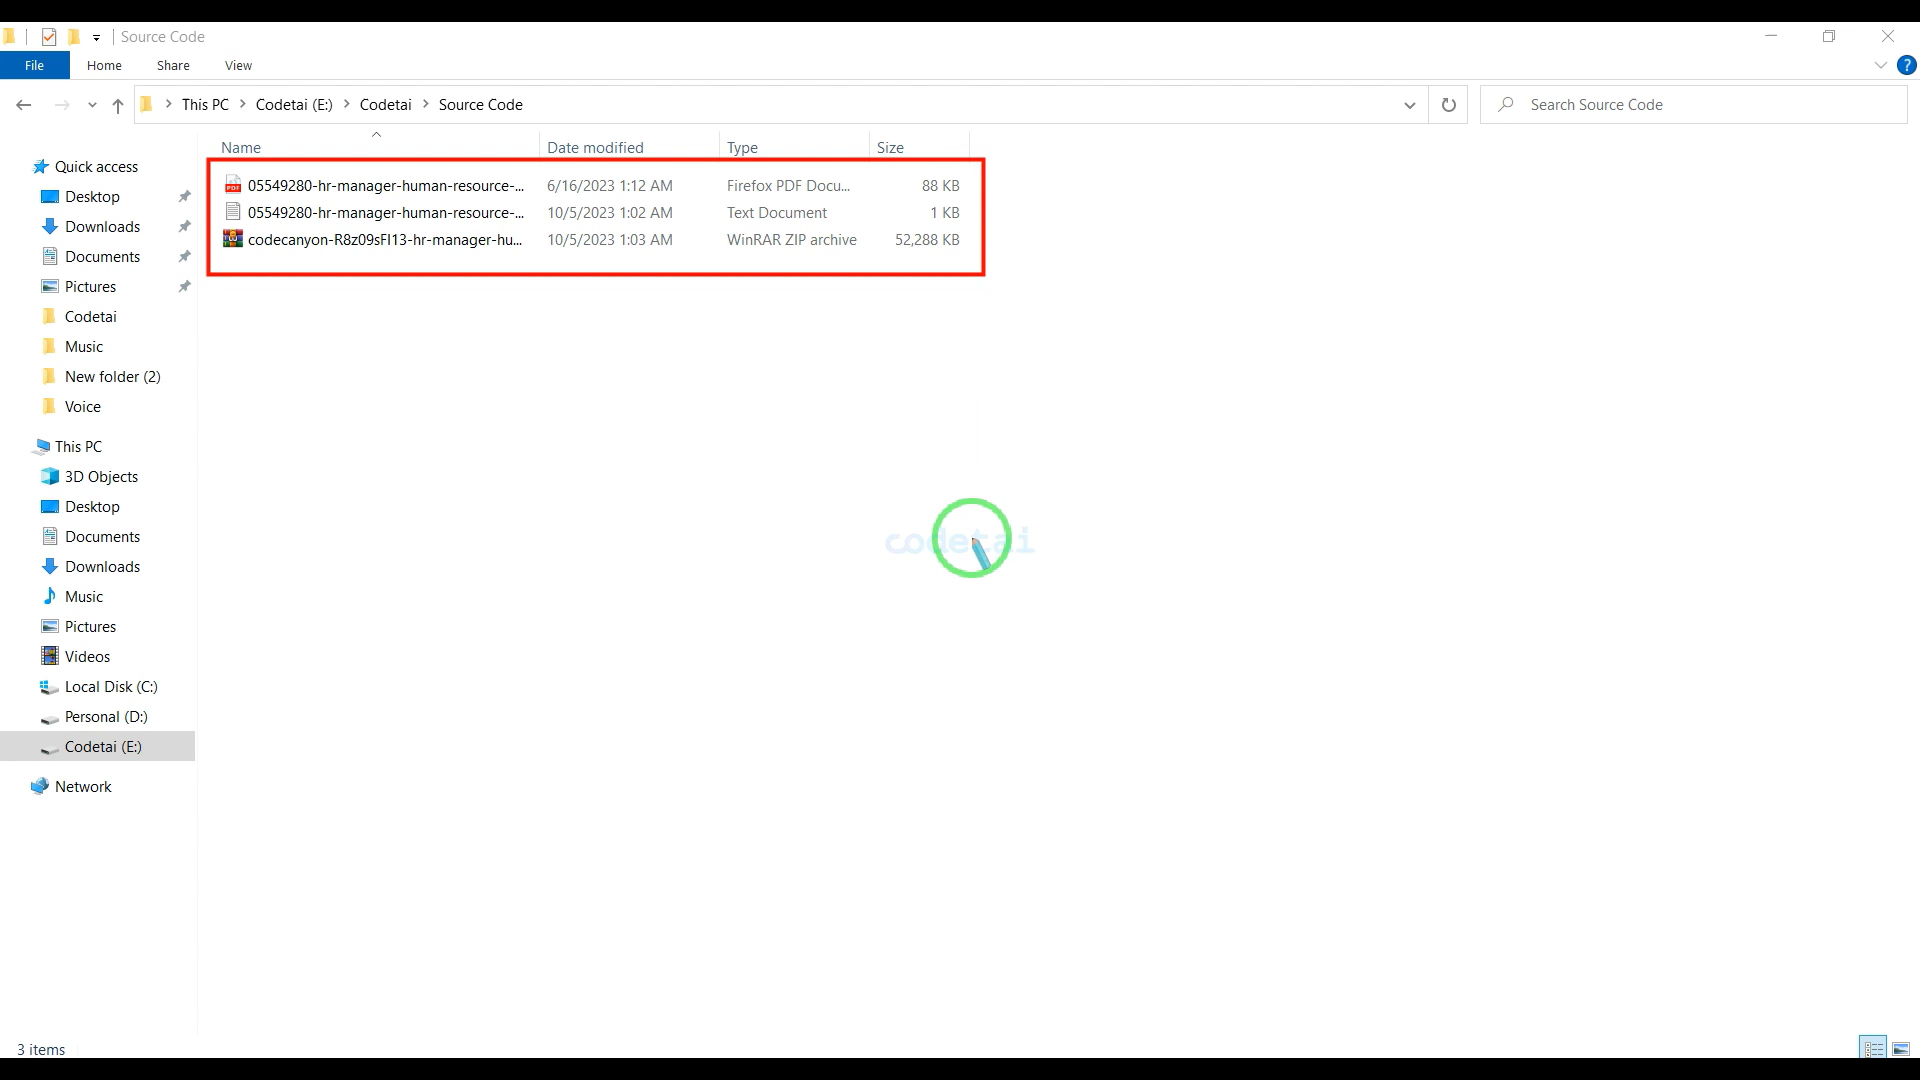 Source Code
File Home Share View
This PC Codetai (E:) Codetai Source Code
Search Source Code
Name Date modified Type Size
05549280-hr-manager-human-resource-... 6/16/2023 1:12 AM Firefox PDF Docu... 88 KB
05549280-hr-manager-human-resource-... 10/5/2023 1:02 AM Text Document 1 KB
codecanyon-R8z09sFI13-hr-manager-hu... 10/5/2023 1:03 AM WinRAR ZIP archive 52,288 KB
Quick access
Desktop
Downloads
Documents
Pictures
Codetai
Music
New folder (2)
Voice
This PC
3D Objects
Desktop
Documents
Downloads
Music
Pictures
Videos
Local Disk (C:)
Personal (D:)
Codetai (E:)
Network
codetai
3 items